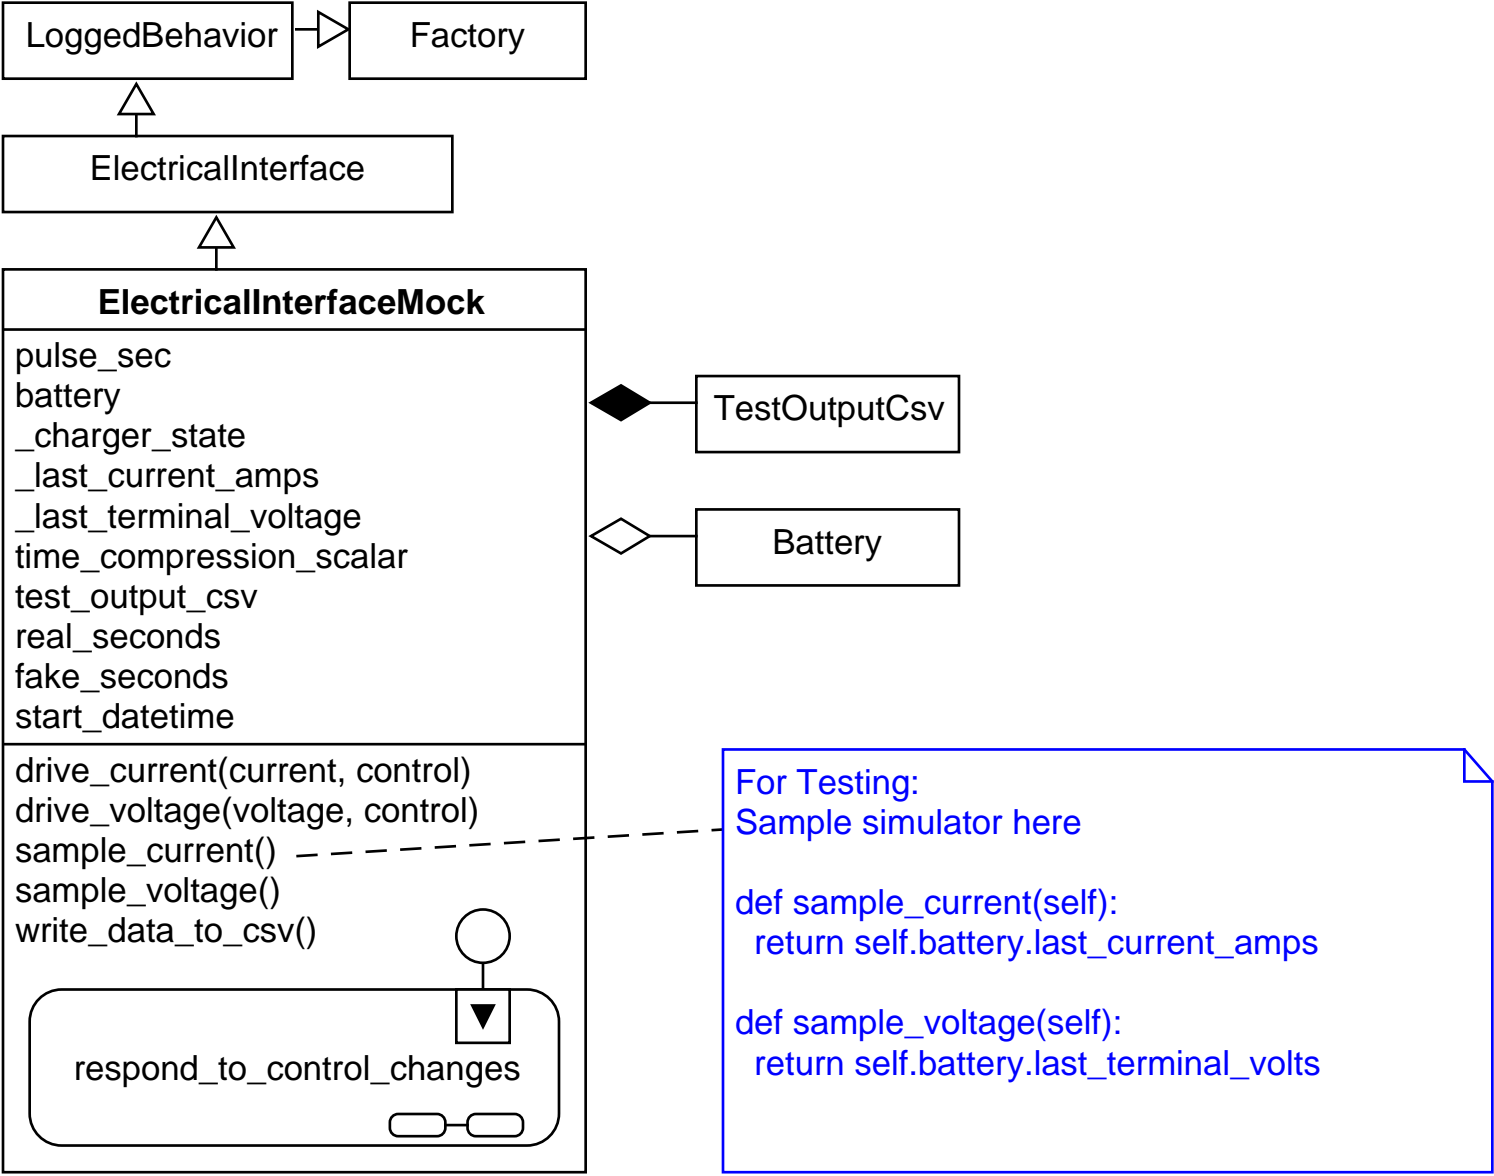 LoggedBehavior
Factory
ElectricalInterface
ElectricalInterfaceMock
pulse_sec
battery
_charger_state
_last_current_amps
_last_terminal_voltage
time_compression_scalar
test_output_csv
real_seconds
fake_seconds
start_datetime
TestOutputCsv
Battery
drive_current(current, control)
drive_voltage(voltage, control)
sample_current()
sample_voltage()
write_data_to_csv()
respond_to_control_changes
For Testing:
Sample simulator here
def sample_current(self):
  return self.battery.last_current_amps
def sample_voltage(self):
  return self.battery.last_terminal_volts